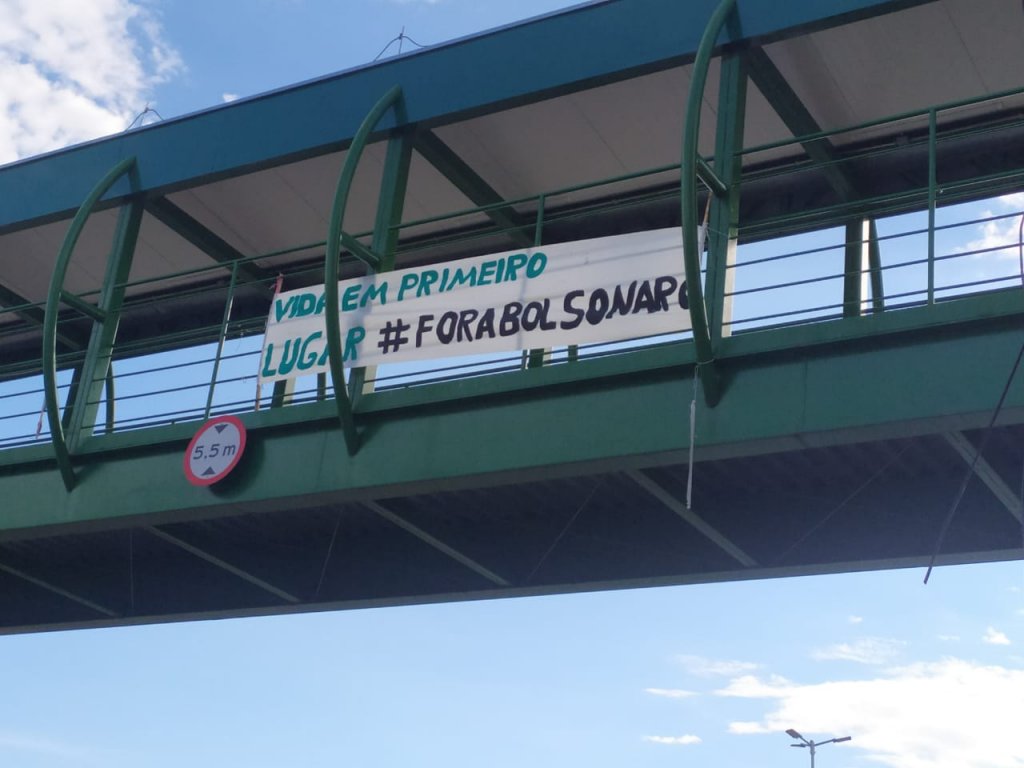 VIDA EM PRIMEIRO
LUGAR #FORABOLSONARO
5,5 m